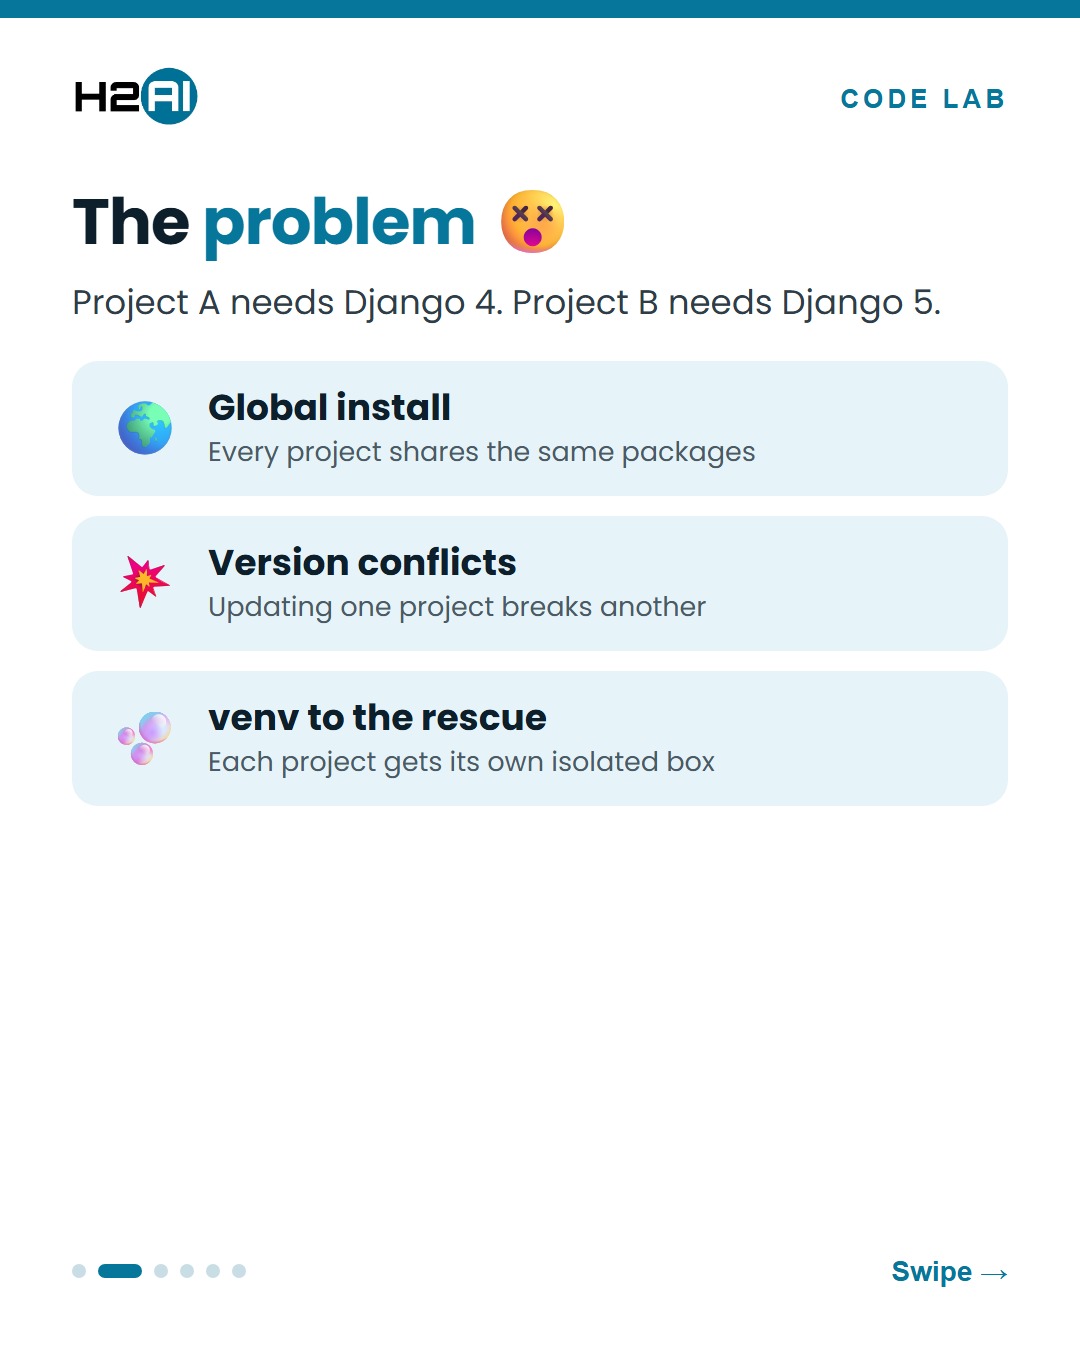 H2AI
CODE LAB
The problem
Project A needs Django 4. Project B needs Django 5.
Global install
Every project shares the same packages
Version conflicts
Updating one project breaks another
venv to the rescue
Each project gets its own isolated box
Swipe →